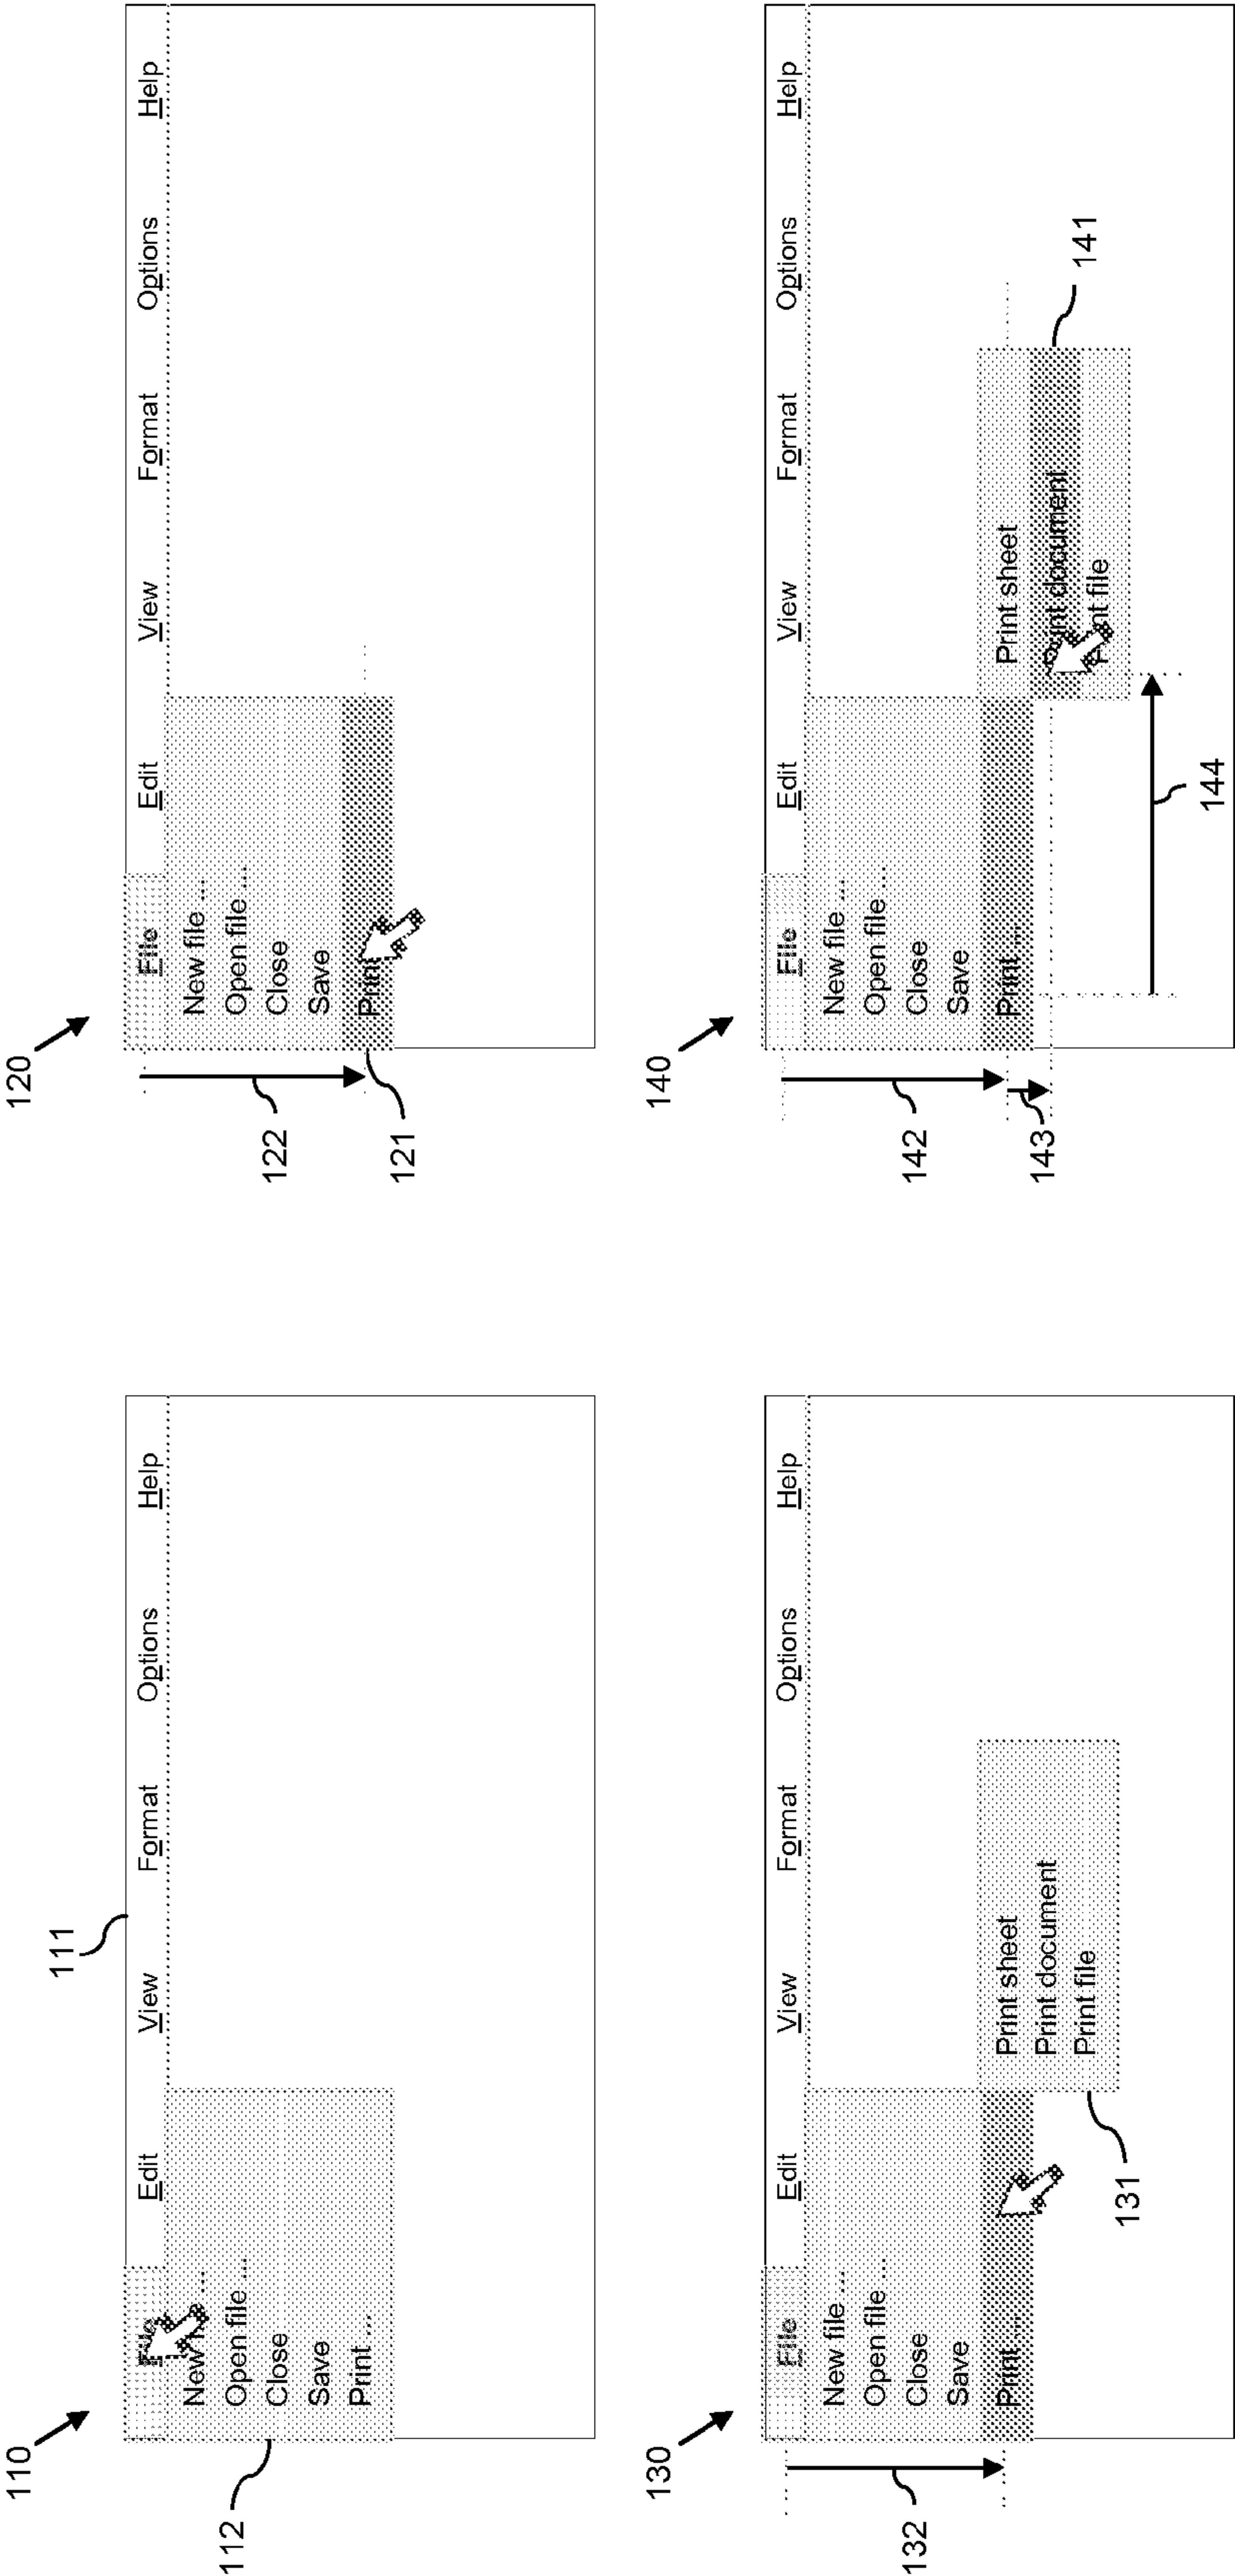 110
111
File Edit View Format Options Help
New f... ...
Open file ...
Close
Save
Print ...
112
120
File Edit View Format Options Help
New file ...
Open file ...
Close
Save
Print
122
121
130
File Edit View Format Options Help
New file ...
Open file ...
Close
Save
Print ...
Print sheet
Print document
Print file
132
131
140
File Edit View Format Options Help
New file ...
Open file ...
Close
Save
Print ...
Print sheet
Print document
Print file
141
142
143
144